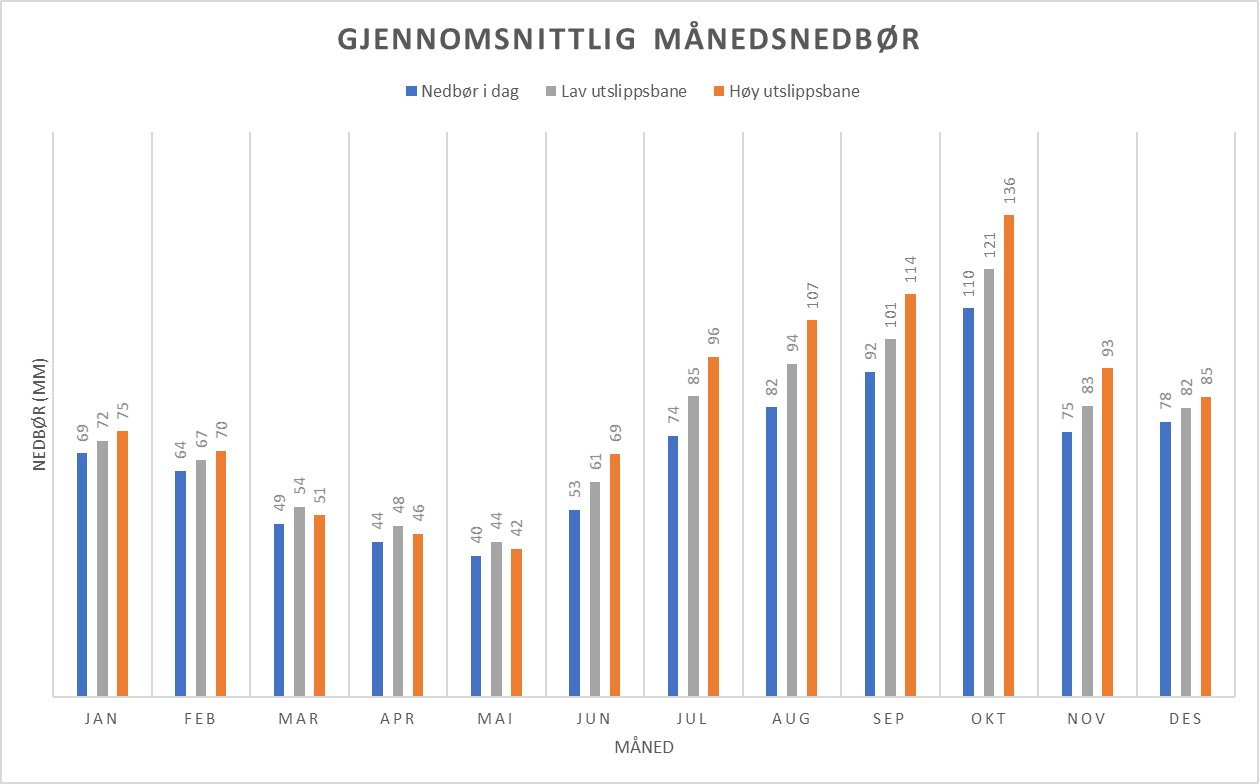 GJENNOMSNITTLIG MÅNEDSNEDBØR
Nedbør i dag Lav utslippsbane Høy utslippsbane
NEDBØR (MM)
69 72 75 64 67 70 49 54 51 44 48 46 40 44 42 53 61 69 74 85 96 82 94 107 92 101 114 110 121 136 75 83 93 78 82 85
JAN FEB MAR APR MAI JUN JUL AUG SEP OKT NOV DES
MÅNED